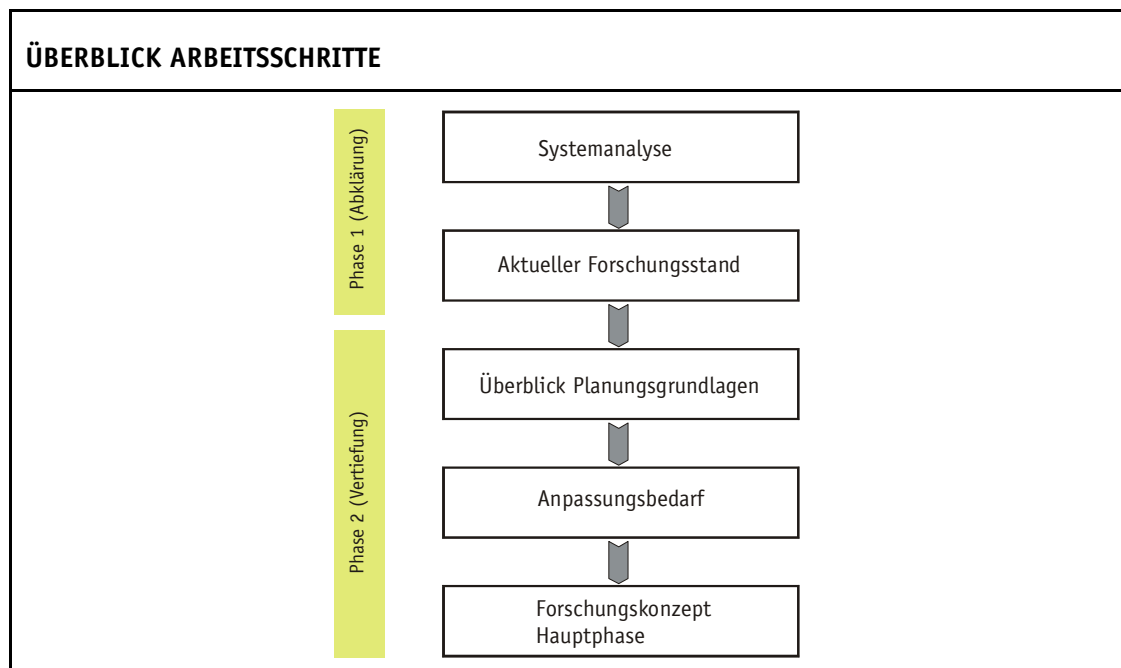 ÜBERBLICK ARBEITSSCHRITTE
Phase 1 (Abklärung)
Systemanalyse
Aktueller Forschungsstand
Phase 2 (Vertiefung)
Überblick Planungsgrundlagen
Anpassungsbedarf
Forschungskonzept
Hauptphase